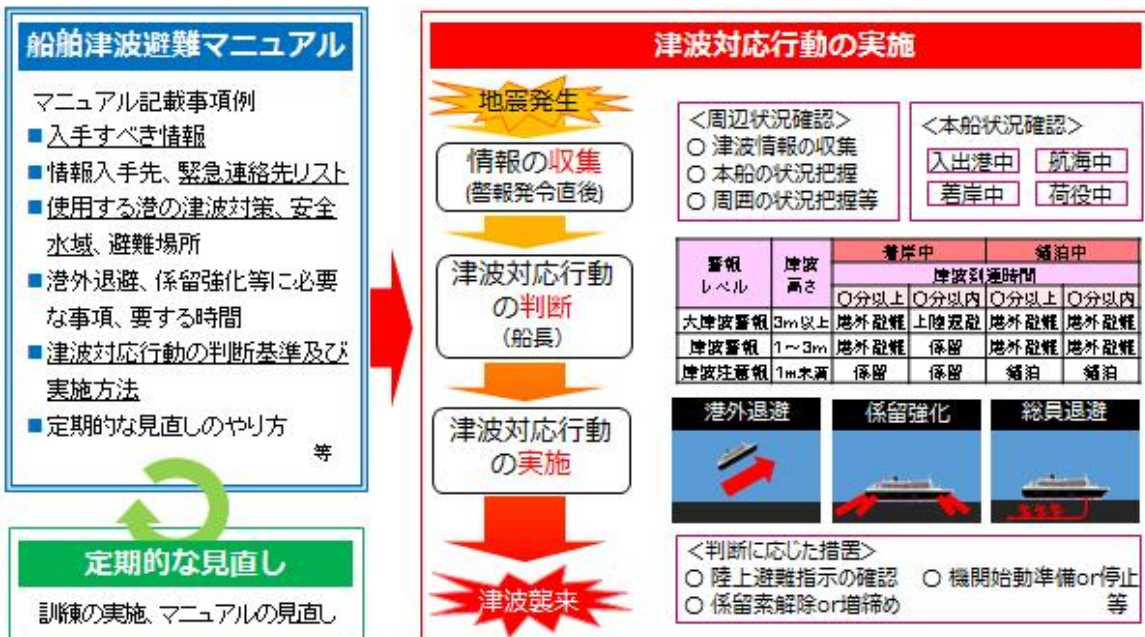 船舶津波避難マニュアル
マニュアル記載事項例
■入手すべき情報
■情報入手先、緊急連絡先リスト
■使用する港の津波対策、安全
水域、避難場所
■港外退避、係留強化等に必要
な事項、要する時間
■津波対応行動の判断基準及び
実施方法
■定期的な見直しのやり方
等
定期的な見直し
訓練の実施、マニュアルの見直し
津波対応行動の実施
地震発生
情報の収集
(警報発令直後)
津波対応行動
の判断
(船長)
津波対応行動
の実施
津波襲来
<周辺状況確認>
○ 津波情報の収集
○ 本船の状況把握
○ 周囲の状況把握等
<本船状況確認>
入出港中 航海中
着岸中 荷役中
警報 津波 着岸中 錨泊中
レベル 高さ 津波到達時間
○分以上 ○分以内 ○分以上 ○分以内
大津波警報 3m以上 港外避難 上陸退避 港外避難 港外避難
津波警報 1～3m 港外避難 係留 港外避難 港外避難
津波注意報 1m未満 係留 係留 錨泊 錨泊
港外退避 係留強化 総員退避
<判断に応じた措置>
○ 陸上避難指示の確認 ○ 機関始動準備or停止
○ 係留索解除or増締め 等